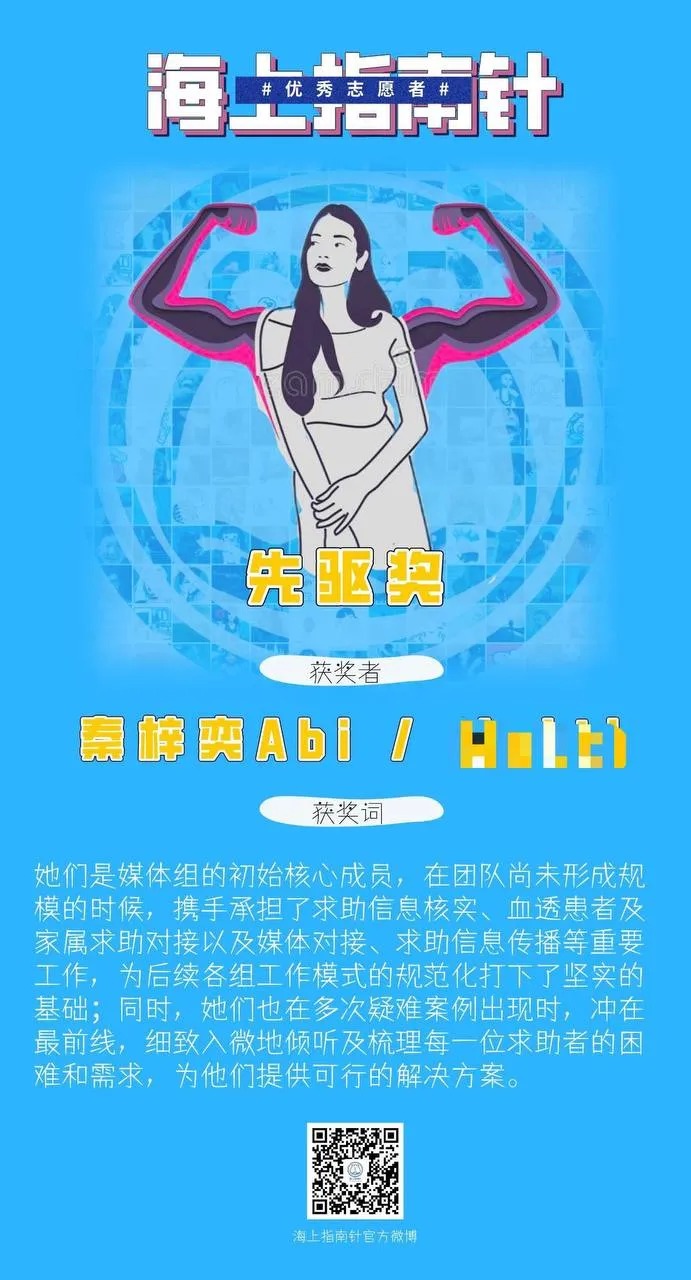 海上指南针
#优秀志愿者#
先驱奖
获奖者
秦梓奕Abi /
获奖词
她们是媒体组的初始核心成员，在团队尚未形成规
模的时候，携手承担了求助信息核实、血透患者及
家属求助对接以及媒体对接、求助信息传播等重要
工作，为后续各组工作模式的规范化打下了坚实的
基础；同时，她们也在多次疑难案例出现时，冲在
最前线，细致入微地倾听及梳理每一位求助者的困
难和需求，为他们提供可行的解决方案。
海上指南针官方微博